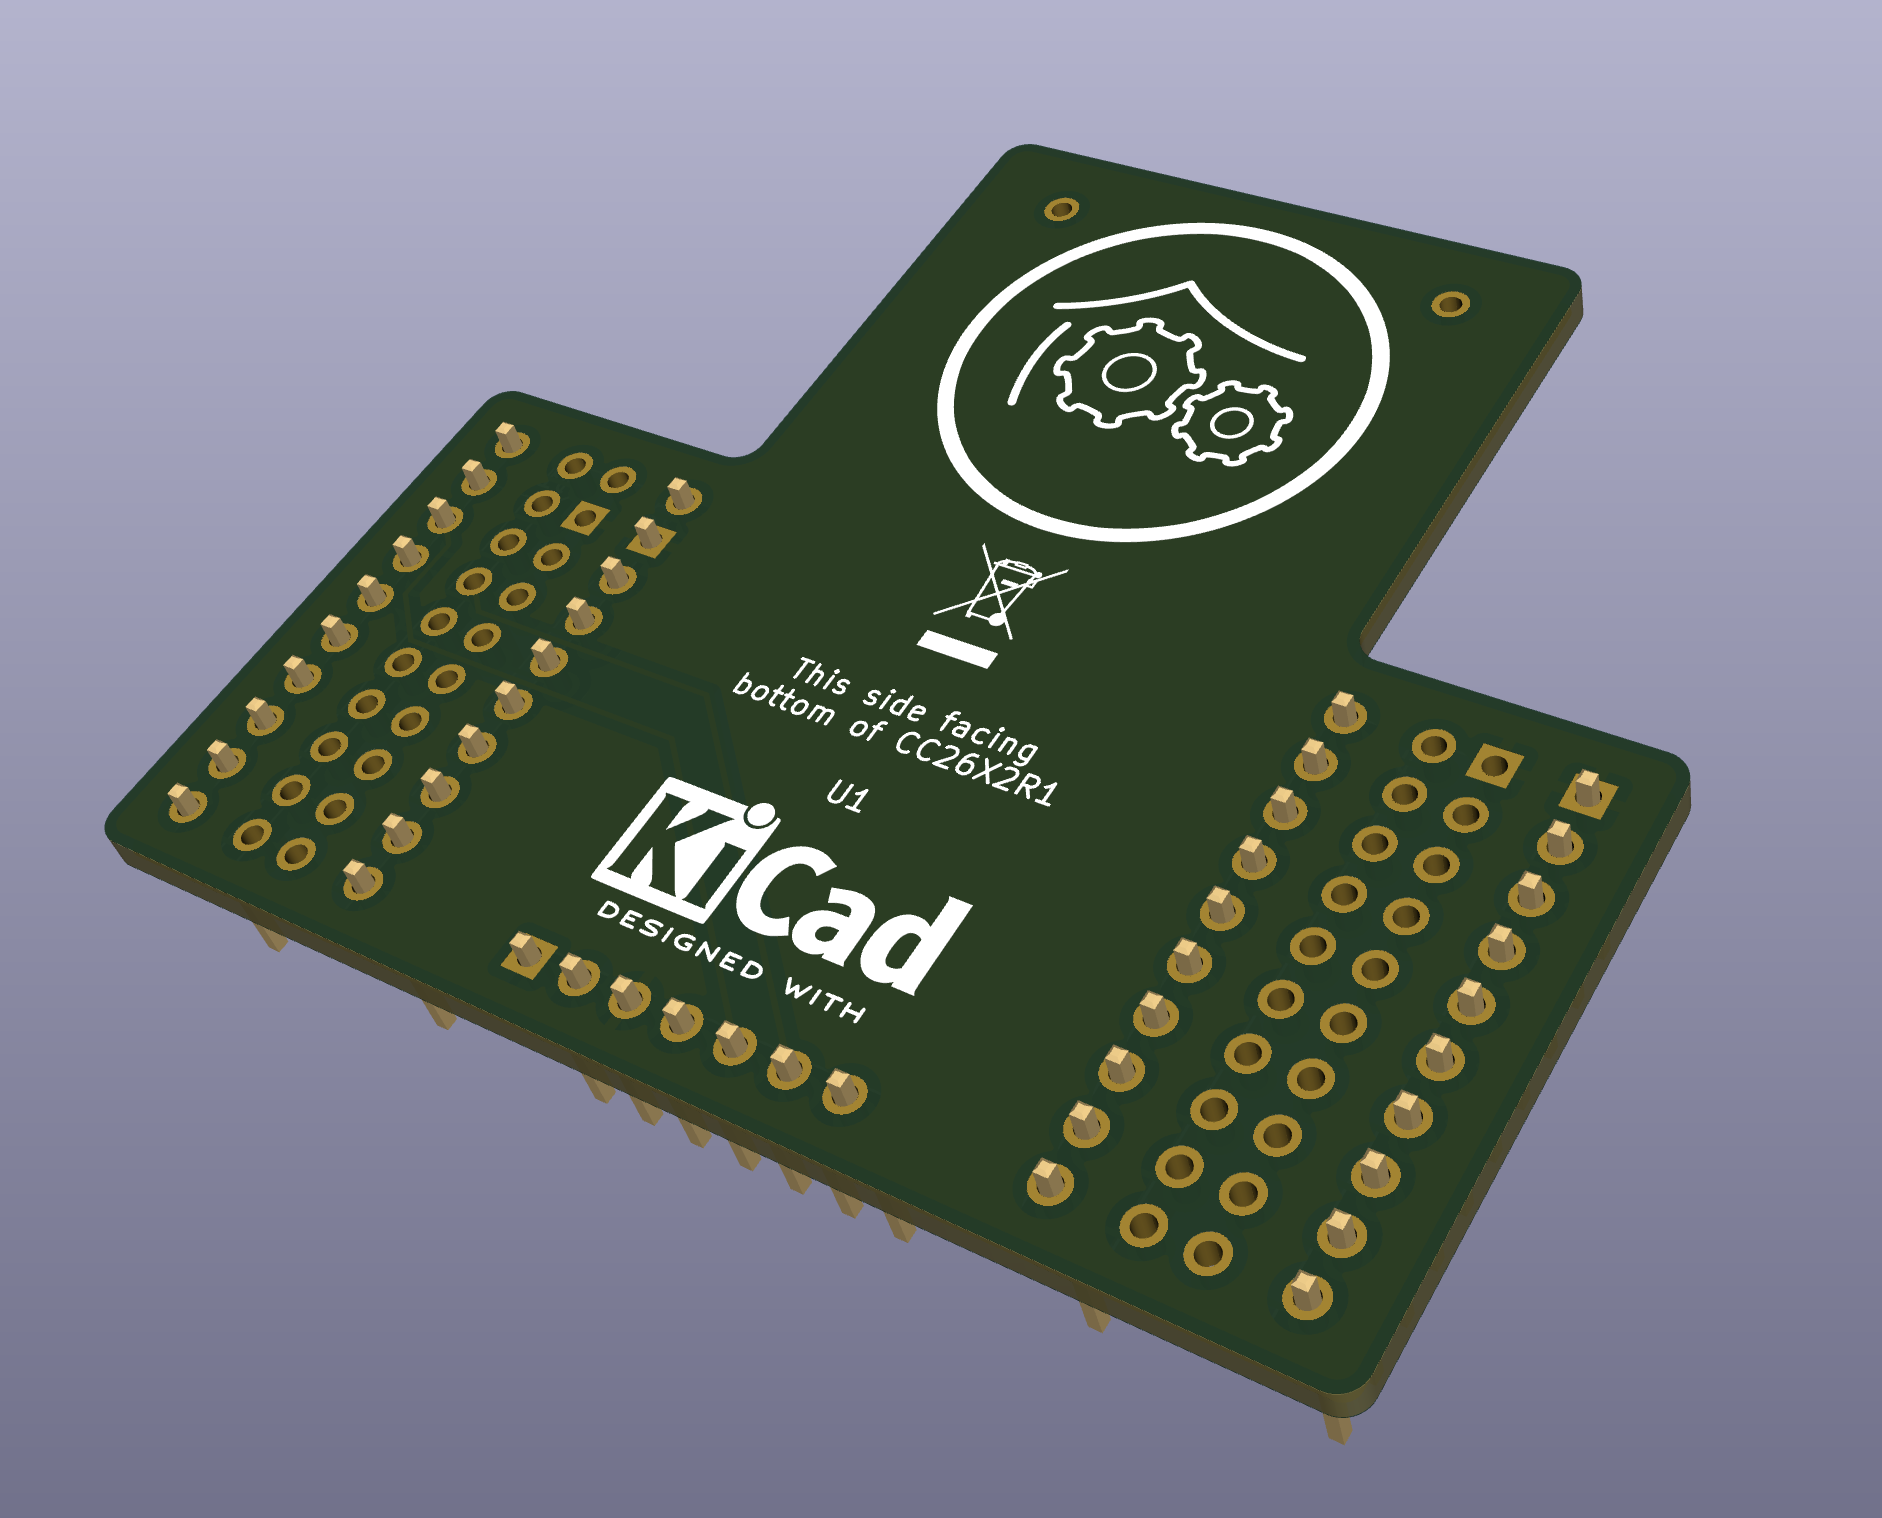 This side facing
bottom of CC26X2R1
U1
KiCad
DESIGNED WITH